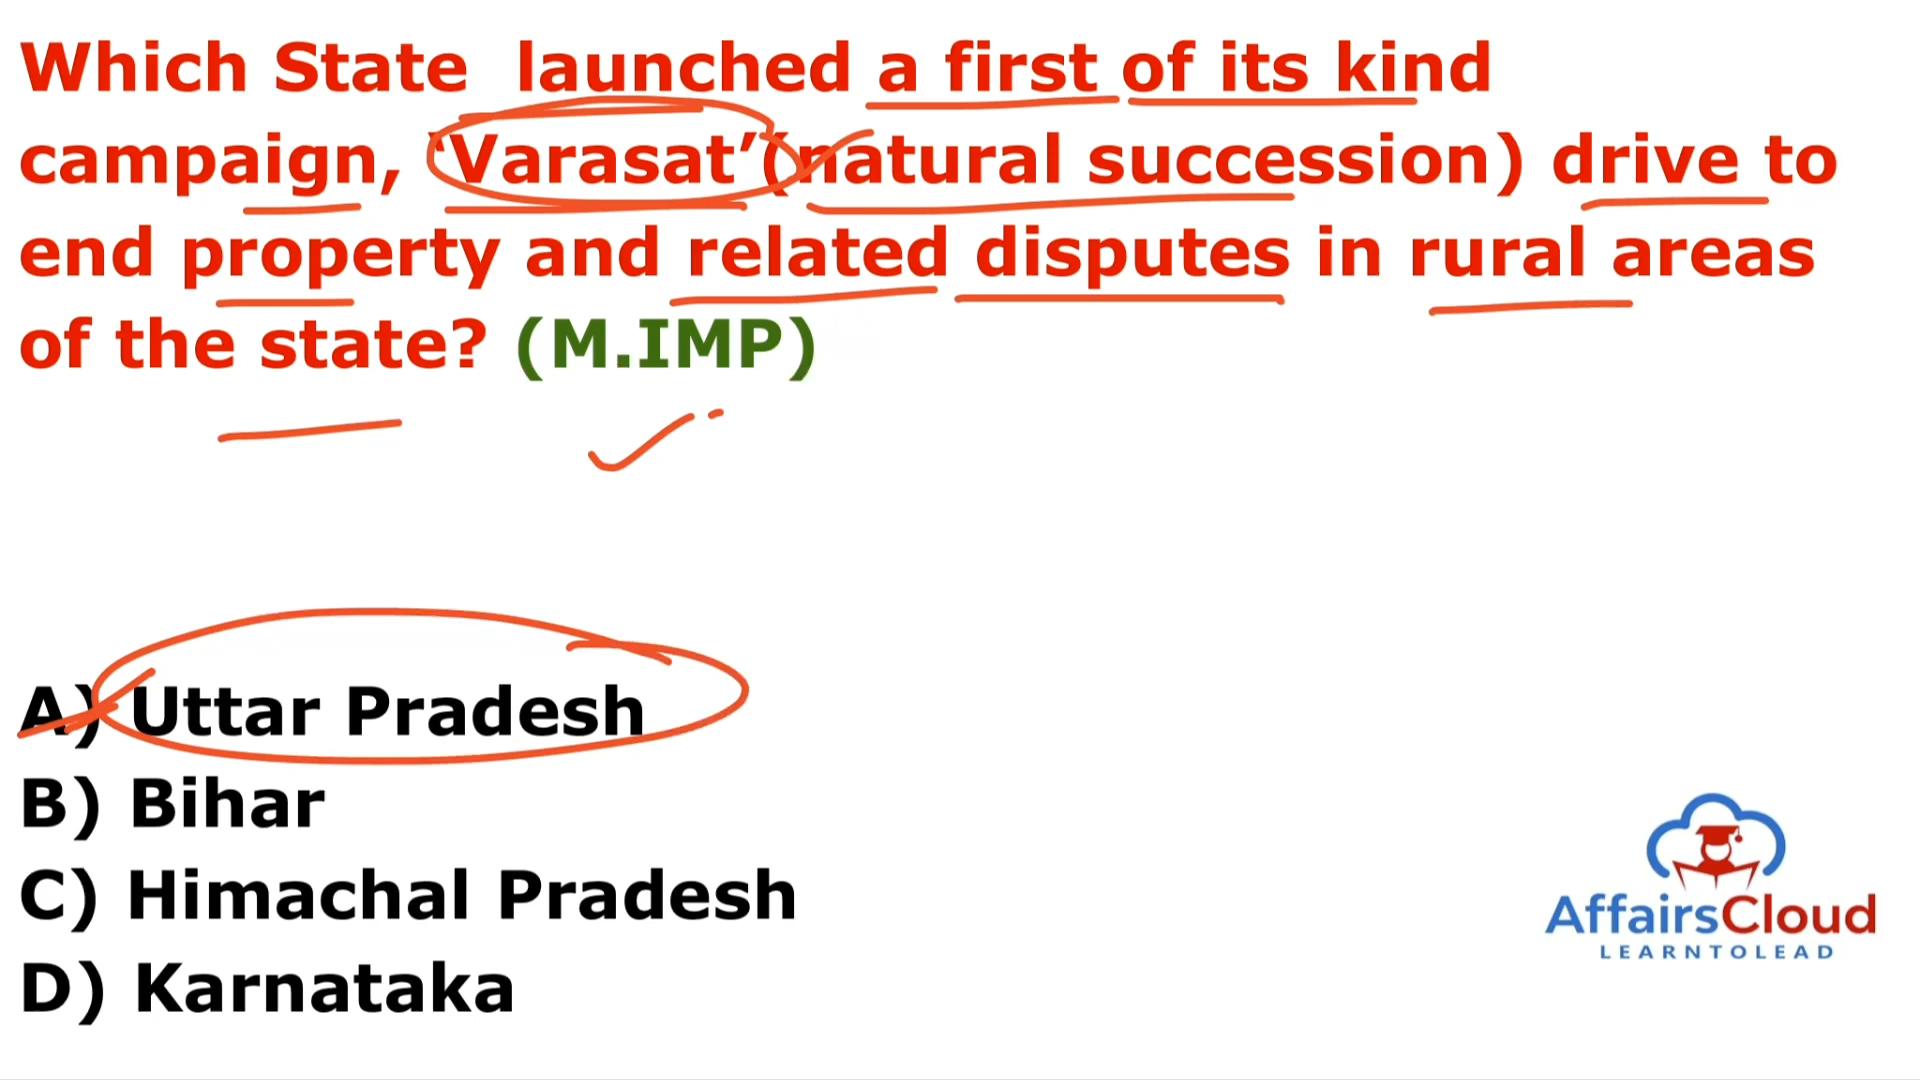 Which State launched a first of its kind
campaign, ‘Varasat’(natural succession) drive to
end property and related disputes in rural areas
of the state? (M.IMP)
A) Uttar Pradesh
B) Bihar
C) Himachal Pradesh
D) Karnataka
AffairsCloud
LEARNTOLEAD